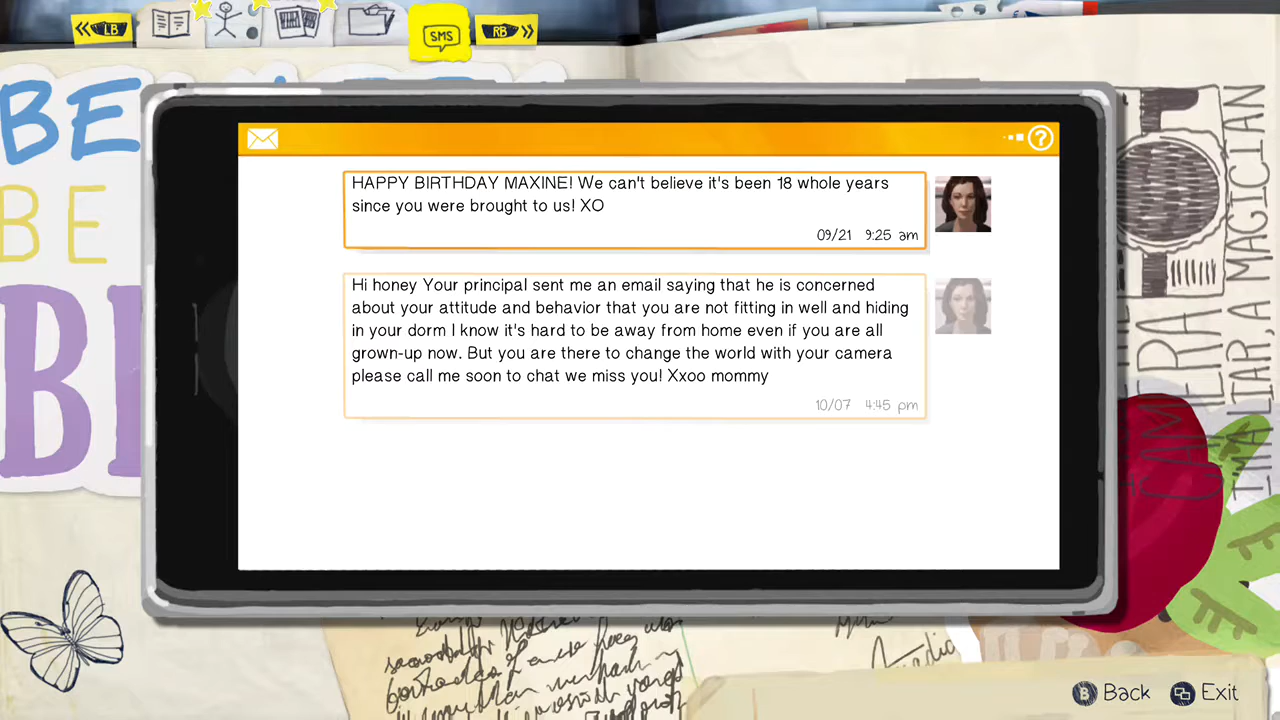 LB
SMS
RB
BE
BE
HAPPY BIRTHDAY MAXINE! We can't believe it's been 18 whole years
since you were brought to us! XO
09/21 9:25 am
Hi honey Your principal sent me an email saying that he is concerned
about your attitude and behavior that you are not fitting in well and hiding
in your dorm I know it's hard to be away from home even if you are all
grown-up now. But you are there to change the world with your camera
please call me soon to chat we miss you! Xxoo mommy
10/07 4:45 pm
?
CAMERA
I'M A LIAR, A MAGICIAN
B Back
Exit